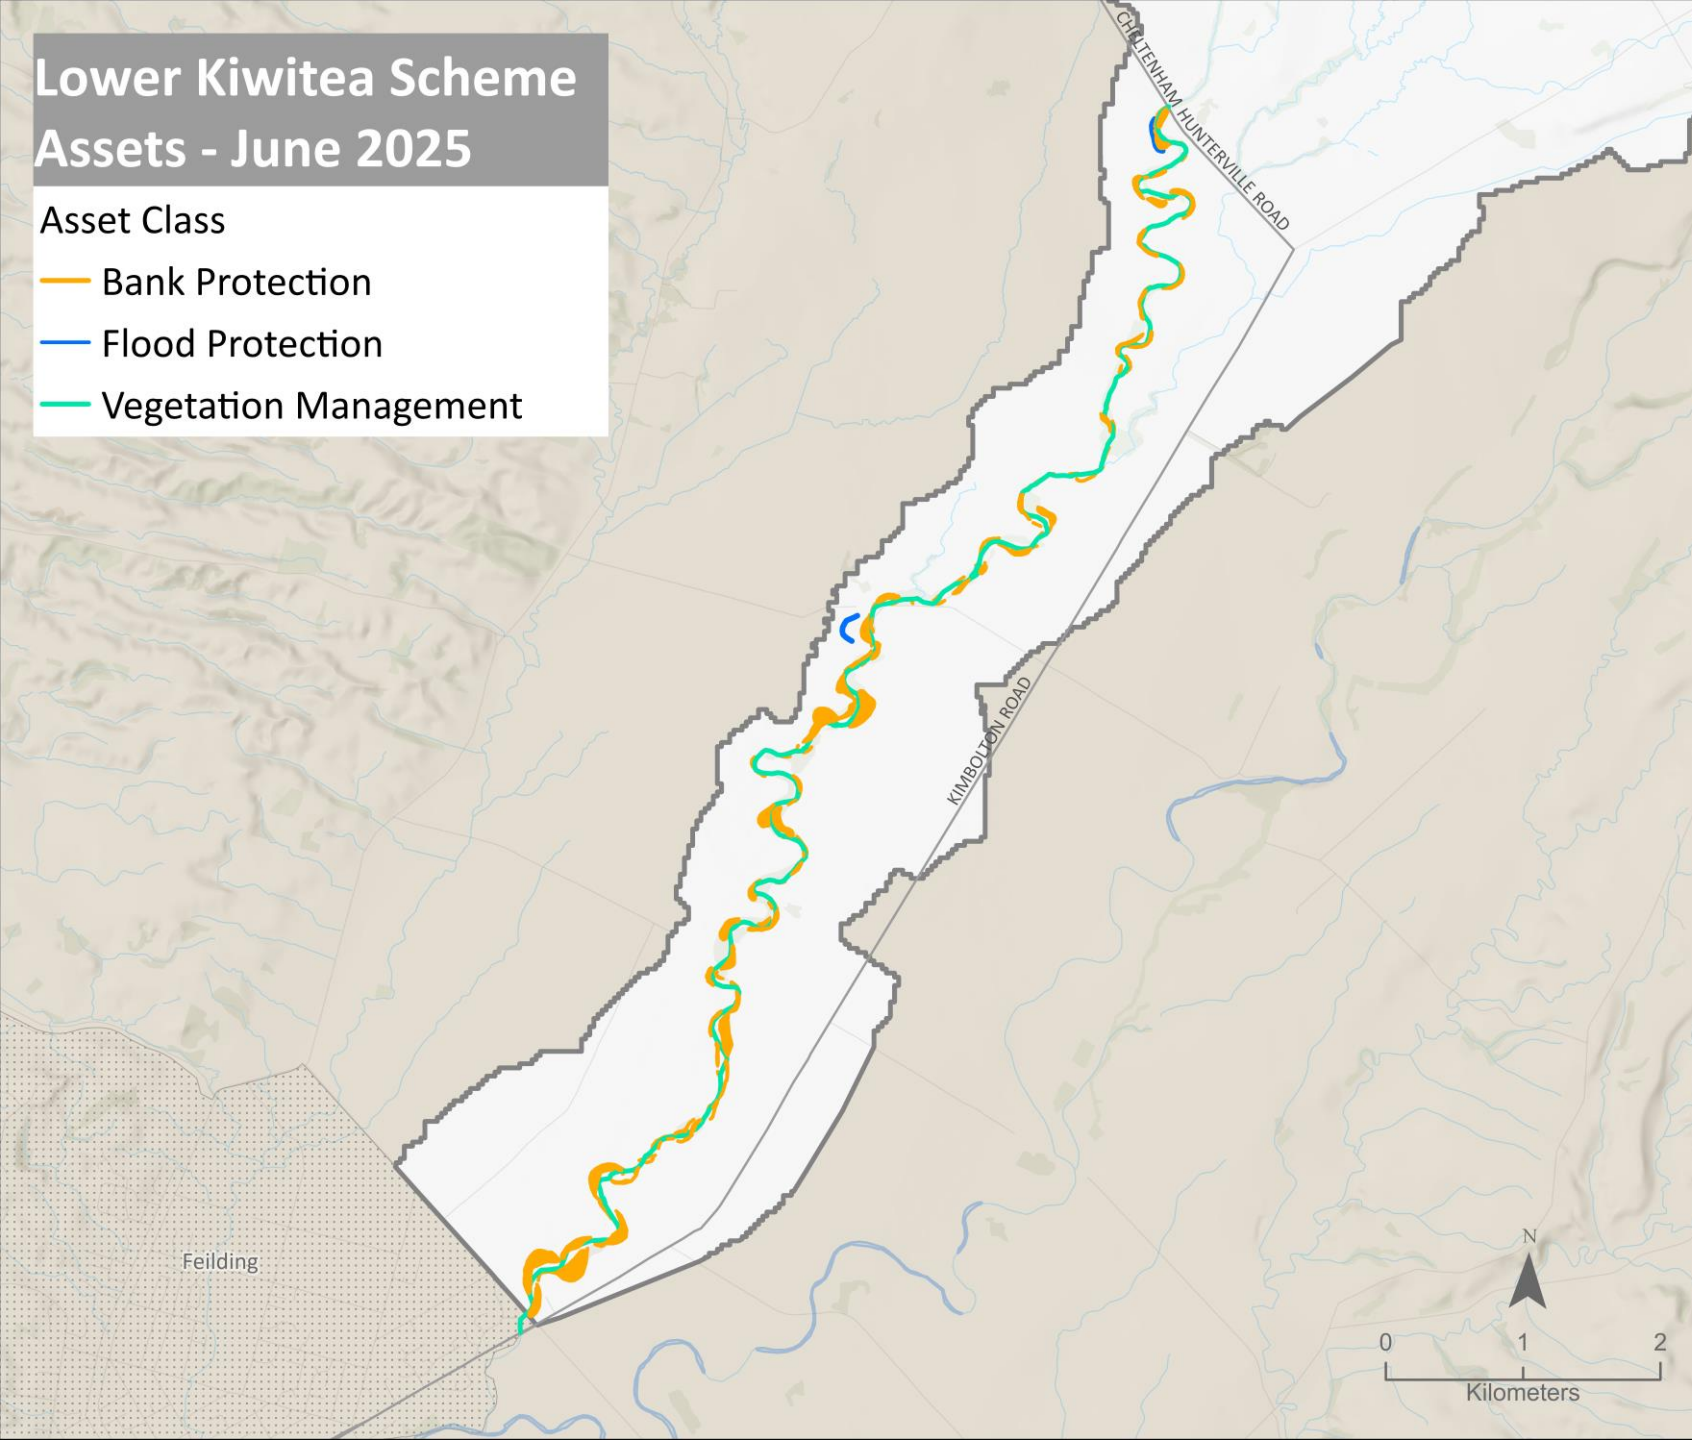 Lower Kiwitea Scheme
Assets - June 2025
Asset Class
Bank Protection
Flood Protection
Vegetation Management
CHELTENHAM HUNTERVILLE ROAD
KIMBOLTON ROAD
Feilding
N
0 1 2
Kilometers